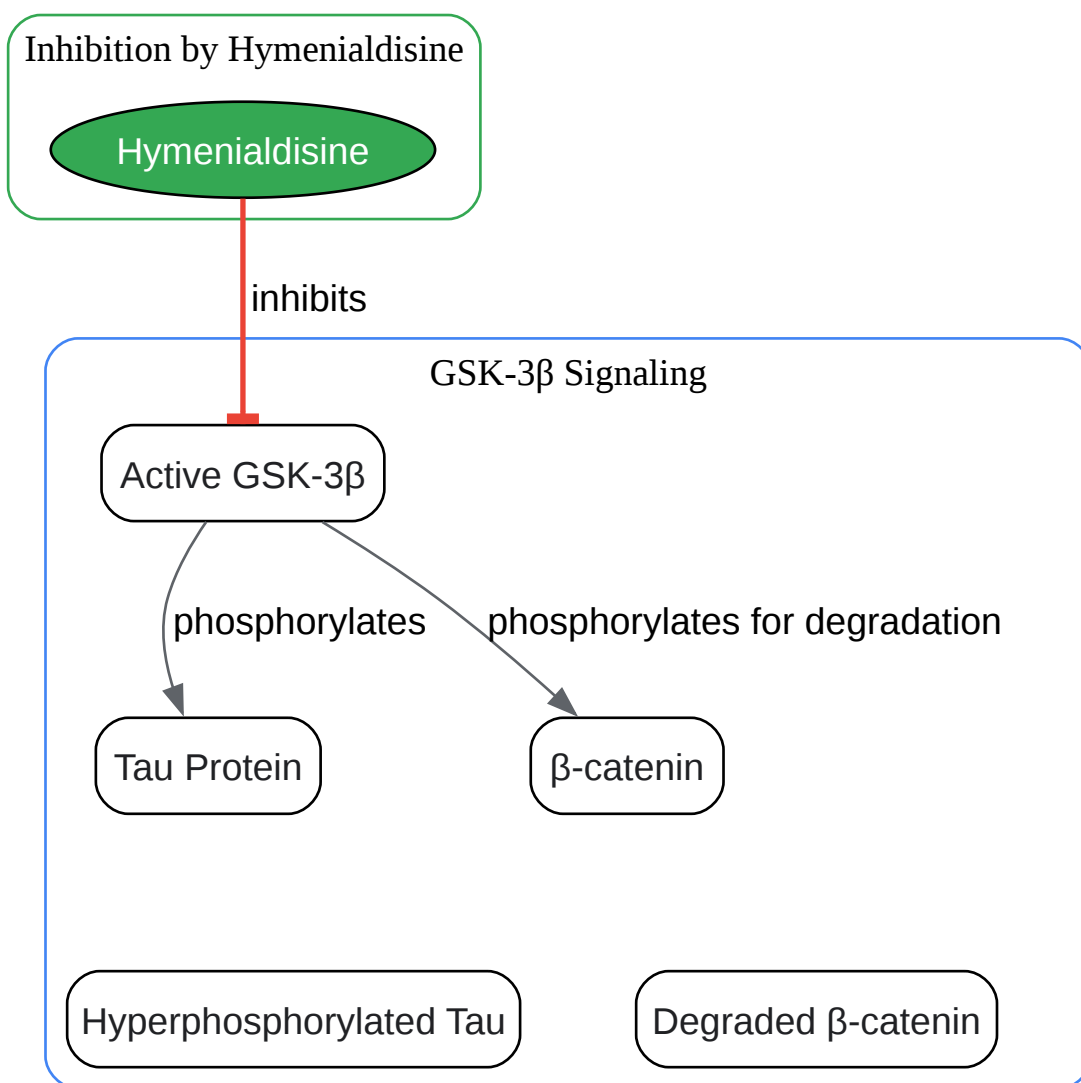 Inhibition by Hymenialdisine
Hymenialdisine
inhibits
GSK-3β Signaling
Active GSK-3β
phosphorylates
phosphorylates for degradation
Tau Protein
β-catenin
Hyperphosphorylated Tau
Degraded β-catenin